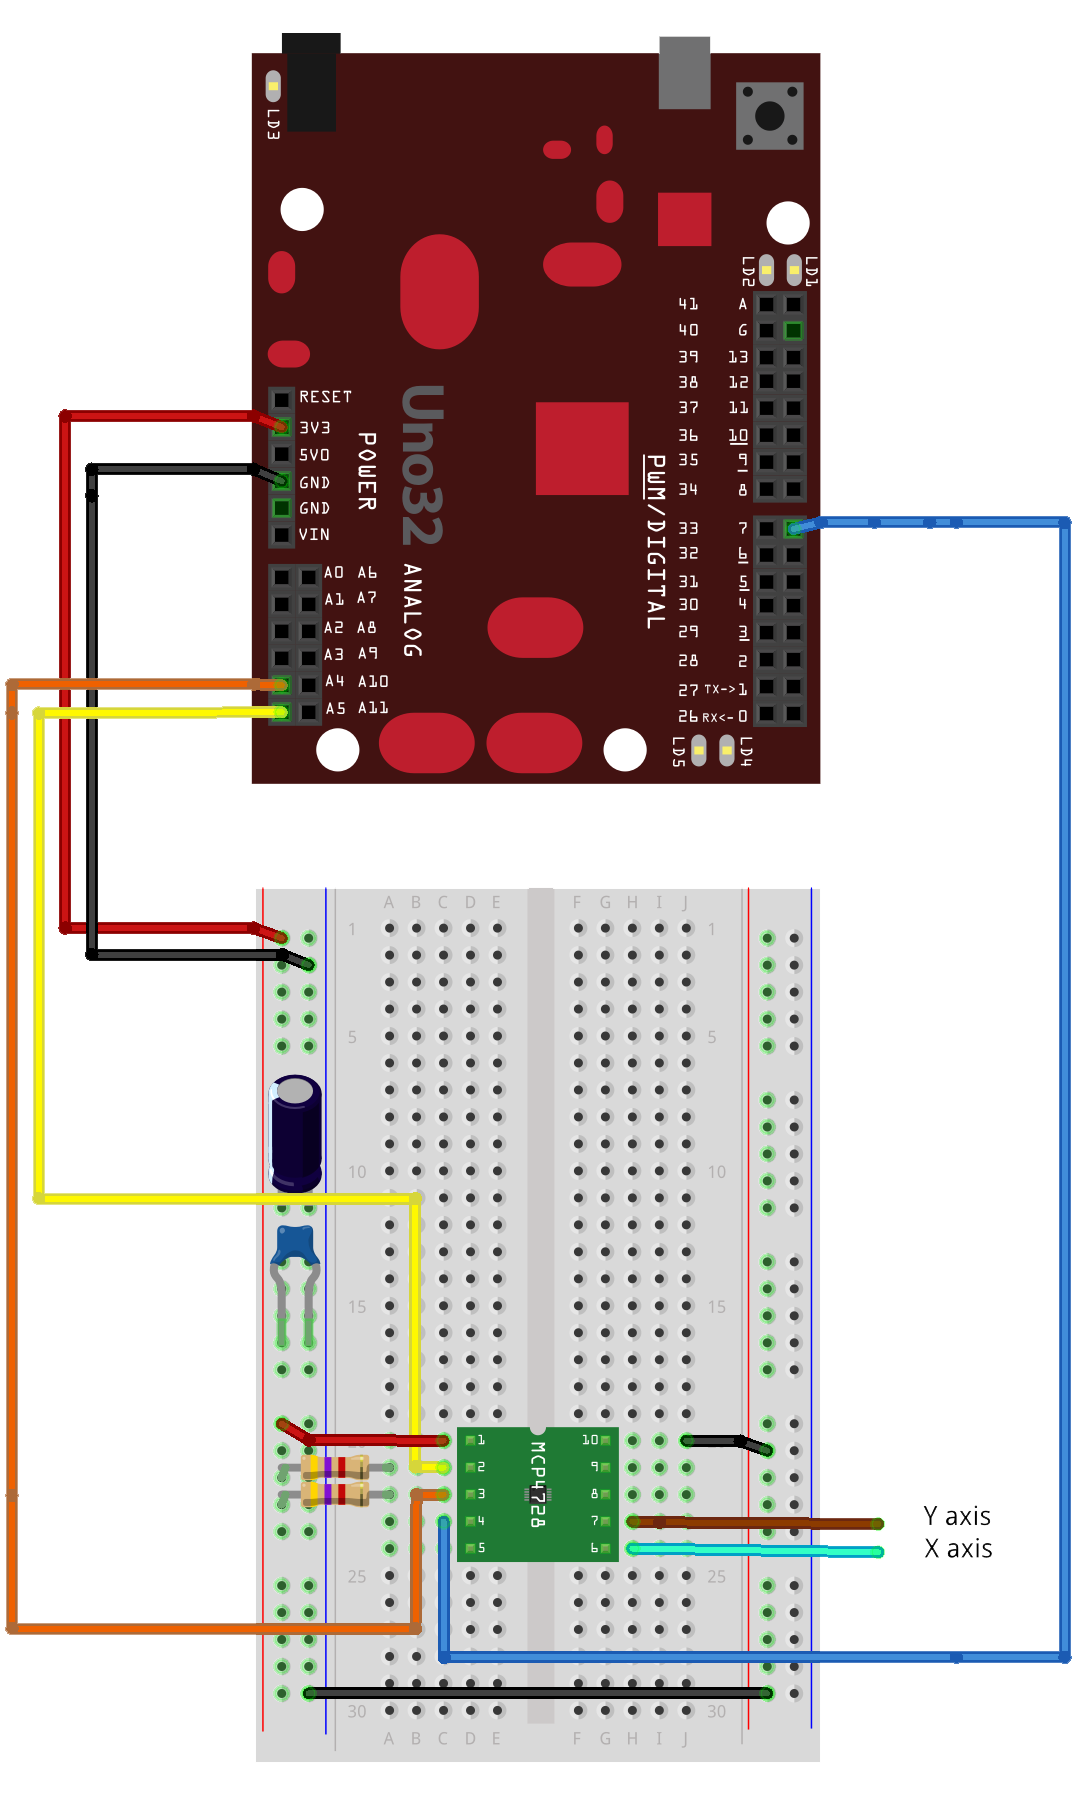 LD3
LD2
LD1
41 A
40 G
39 13
38 12
37 11
36 10
35 9
34 8
RESET
3V3
5V0
GND
GND
VIN
POWER
Uno32
PWM/DIGITAL
33 7
32 6
31 5
30 4
29 3
28 2
27 TX->1
26 RX<-0
A0 A6
A1 A7
A2 A8
A3 A9
A4 A10
A5 A11
ANALOG
LD5
LD4
A B C D E F G H I J
1 1
5 5
10 10
15 15
1 10
2 9
3 8
4 7
5 6
MCP4728
Y axis
X axis
25 25
30 30
A B C D E F G H I J